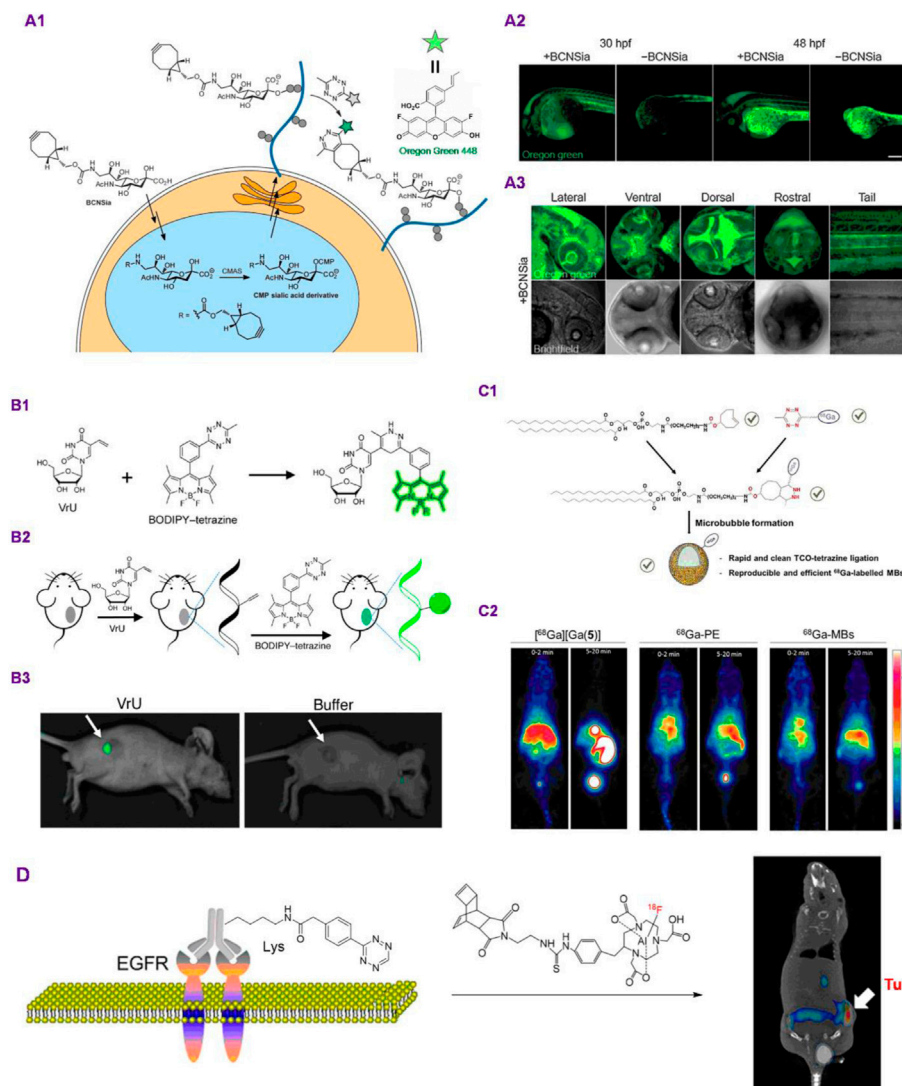 A1
CO₂⊖
HO
OH
AcHN
Oregon Green 448
BCNSia
CMAS
CMP sialic acid derivative
R =
A2
30 hpf
48 hpf
+BCNSia
−BCNSia
+BCNSia
−BCNSia
Oregon green
A3
Lateral
Ventral
Dorsal
Rostral
Tail
+BCNSia
Oregon green
Brightfield
B1
VrU
+
BODIPY–tetrazine
B2
VrU
BODIPY–tetrazine
B3
VrU
Buffer
C1
⁶⁸Ga
Microbubble formation
- Rapid and clean TCO-tetrazine ligation
- Reproducible and efficient ⁶⁸Ga-labelled MBs
C2
[⁶⁸Ga][Ga(5)]
⁶⁸Ga-PE
⁶⁸Ga-MBs
0-2 min
5-20 min
0-2 min
5-20 min
0-2 min
5-20 min
D
EGFR
Lys
¹⁸F
Tu